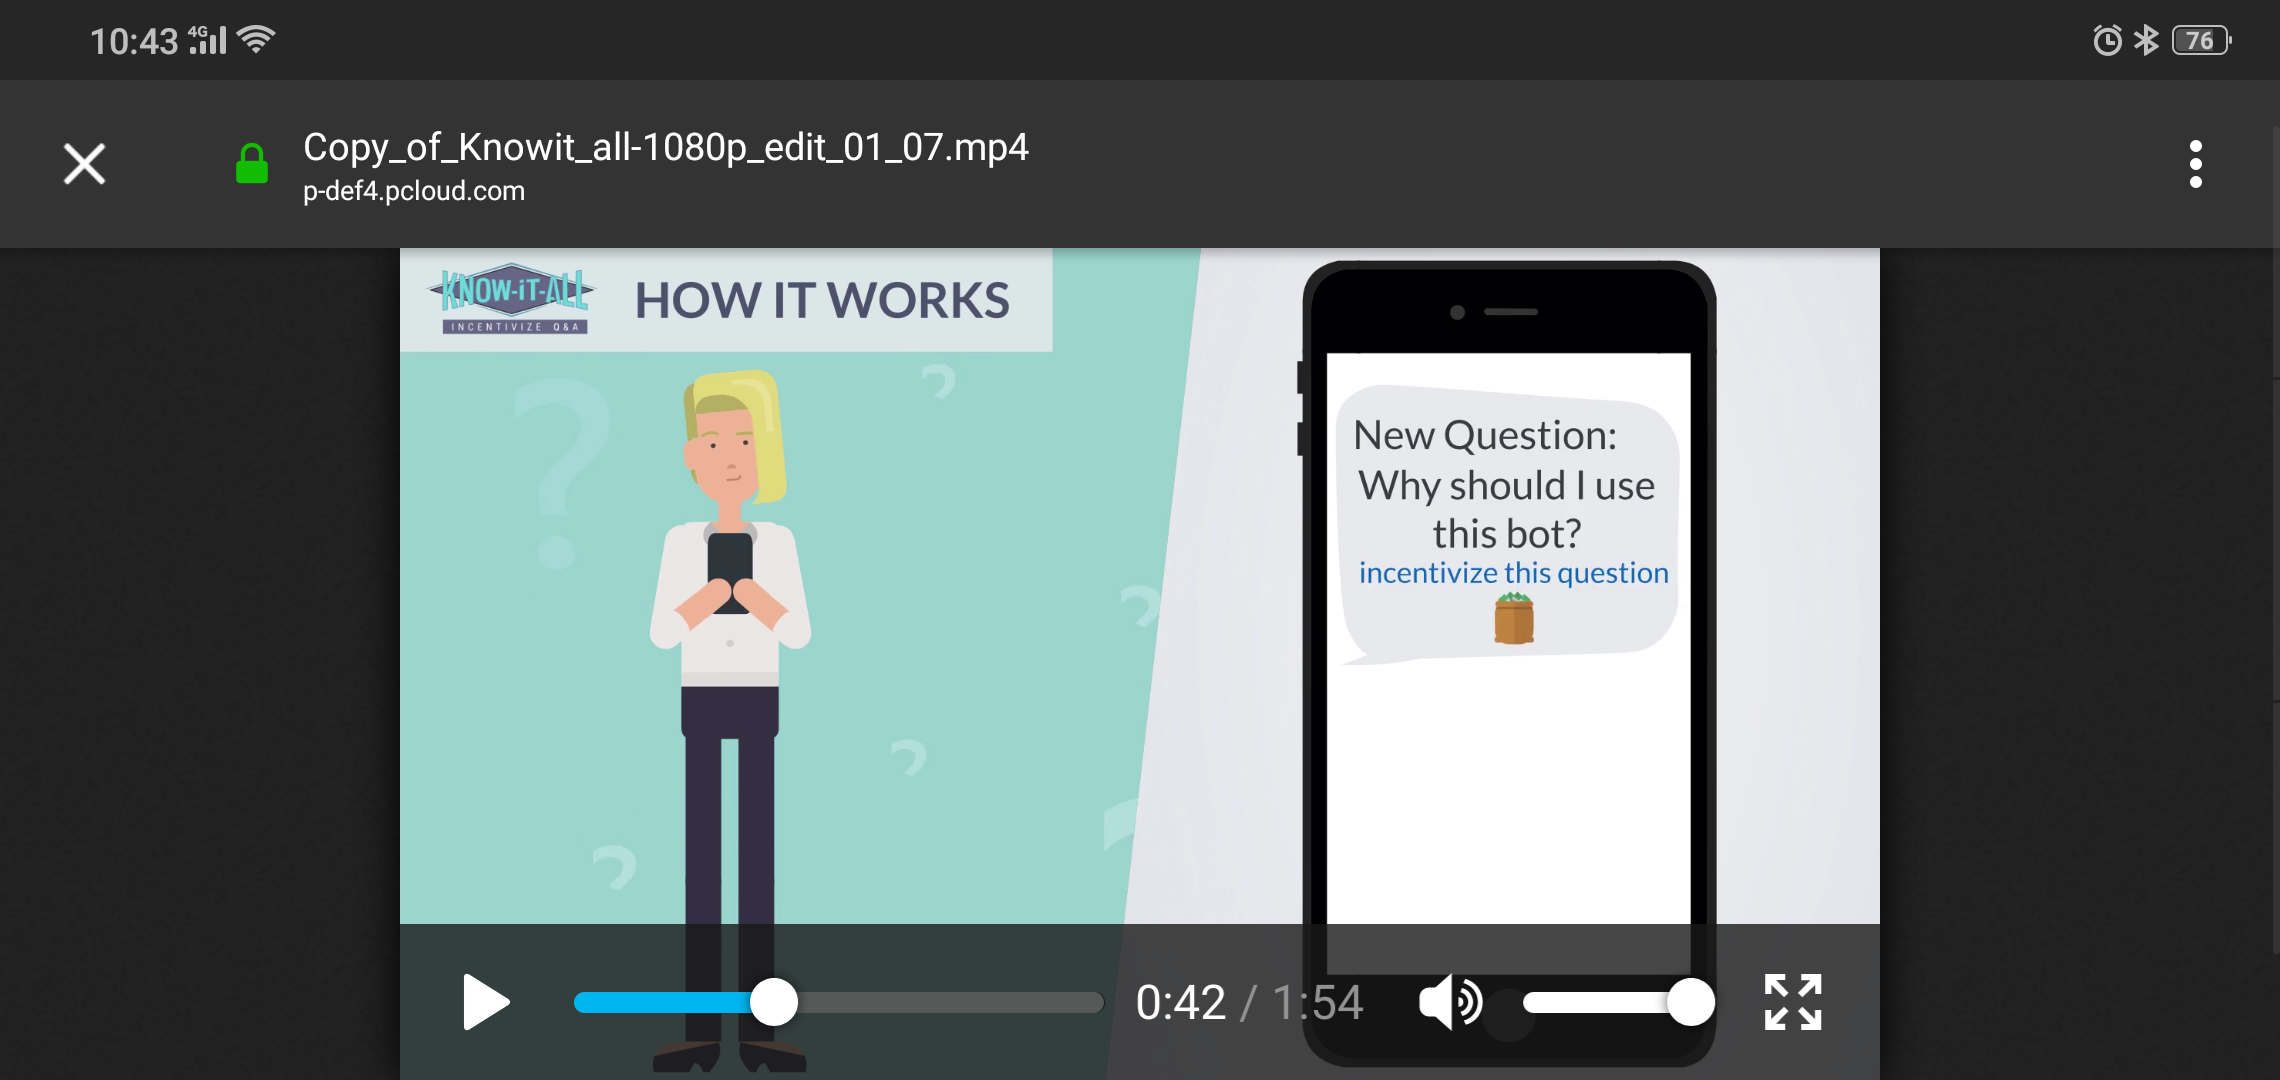 10:43 4G 76
Copy_of_Knowit_all-1080p_edit_01_07.mp4
p-def4.pcloud.com
KNOW-iT-ALL
INCENTIVIZE Q&A
HOW IT WORKS
New Question:
Why should I use
this bot?
incentivize this question
0:42 / 1:54